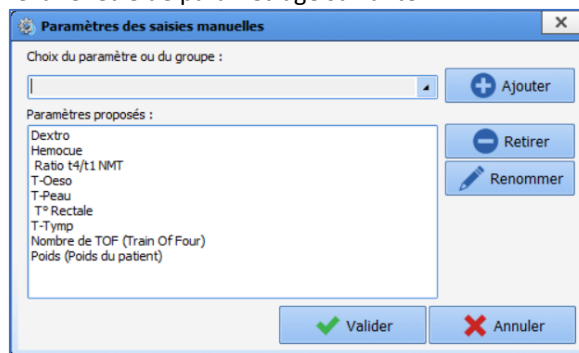 Paramètres des saisies manuelles
Choix du paramètre ou du groupe :
Ajouter
Paramètres proposés :
Dextro
Hemocue
Ratio t4/t1 NMT
T-Oeso
T-Peau
T° Rectale
T-Tymp
Nombre de TOF (Train Of Four)
Poids (Poids du patient)
Retirer
Renommer
Valider
Annuler